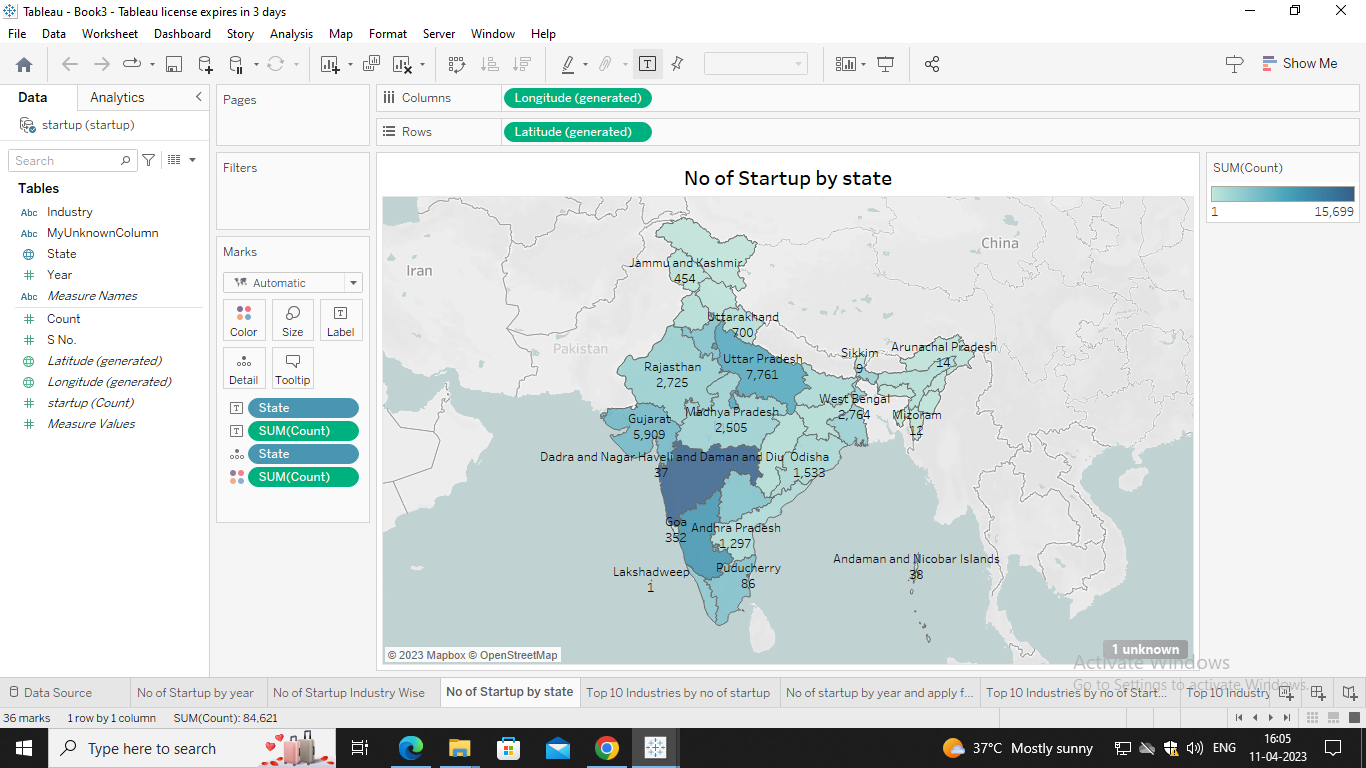 Tableau - Book3 - Tableau license expires in 3 days
File Data Worksheet Dashboard Story Analysis Map Format Server Window Help
Show Me
Data Analytics
startup (startup)
Search
Tables
Abc Industry
Abc MyUnknownColumn
State
Year
Abc Measure Names
Count
S No.
Latitude (generated)
Longitude (generated)
startup (Count)
Measure Values
Pages
Filters
Marks
Automatic
Color Size Label
Detail Tooltip
State
SUM(Count)
State
SUM(Count)
Columns Longitude (generated)
Rows Latitude (generated)
No of Startup by state
Iran
China
Pakistan
Jammu and Kashmir
454
Uttarakhand
700
Sikkim
9
Arunachal Pradesh
14
Uttar Pradesh
7,761
Rajasthan
2,725
West Bengal
2,764
Mizoram
12
Gujarat
5,909
Madhya Pradesh
2,505
Dadra and Nagar Haveli and Daman and Diu
37
Odisha
1,533
Goa
352
Andhra Pradesh
1,297
Lakshadweep
1
Puducherry
86
Andaman and Nicobar Islands
38
© 2023 Mapbox © OpenStreetMap
1 unknown
SUM(Count)
1 15,699
Activate Windows
Go to Settings to activate Windows.
Data Source No of Startup by year No of Startup Industry Wise No of Startup by state Top 10 Industries by no of startup No of startup by year and apply f... Top 10 Industries by no of Start... Top 10 Industry
36 marks 1 row by 1 column SUM(Count): 84,621
Type here to search
37°C Mostly sunny
ENG
16:05
11-04-2023